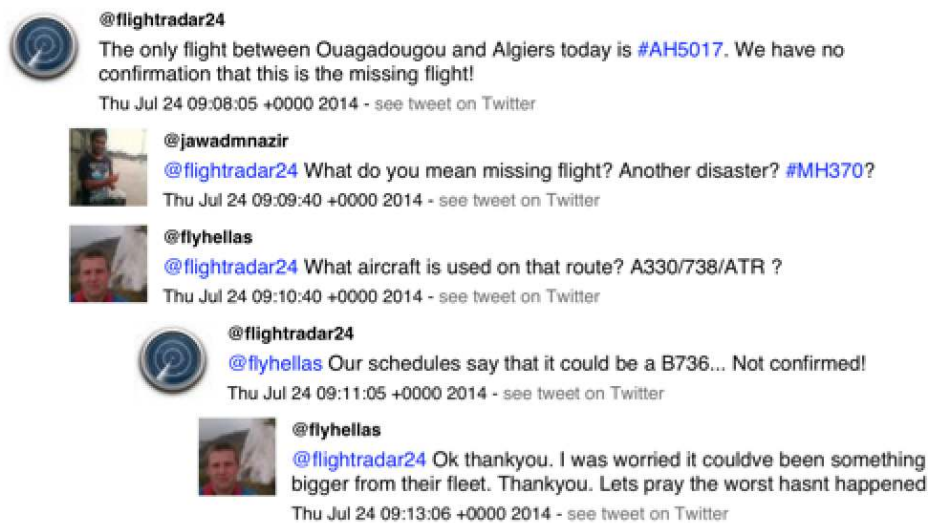 @flightradar24
The only flight between Ouagadougou and Algiers today is #AH5017. We have no
confirmation that this is the missing flight!
Thu Jul 24 09:08:05 +0000 2014 - see tweet on Twitter
@jawadmnazir
@flightradar24 What do you mean missing flight? Another disaster? #MH370?
Thu Jul 24 09:09:40 +0000 2014 - see tweet on Twitter
@flyhellas
@flightradar24 What aircraft is used on that route? A330/738/ATR ?
Thu Jul 24 09:10:40 +0000 2014 - see tweet on Twitter
@flightradar24
@flyhellas Our schedules say that it could be a B736... Not confirmed!
Thu Jul 24 09:11:05 +0000 2014 - see tweet on Twitter
@flyhellas
@flightradar24 Ok thankyou. I was worried it couldve been something
bigger from their fleet. Thankyou. Lets pray the worst hasnt happened
Thu Jul 24 09:13:06 +0000 2014 - see tweet on Twitter